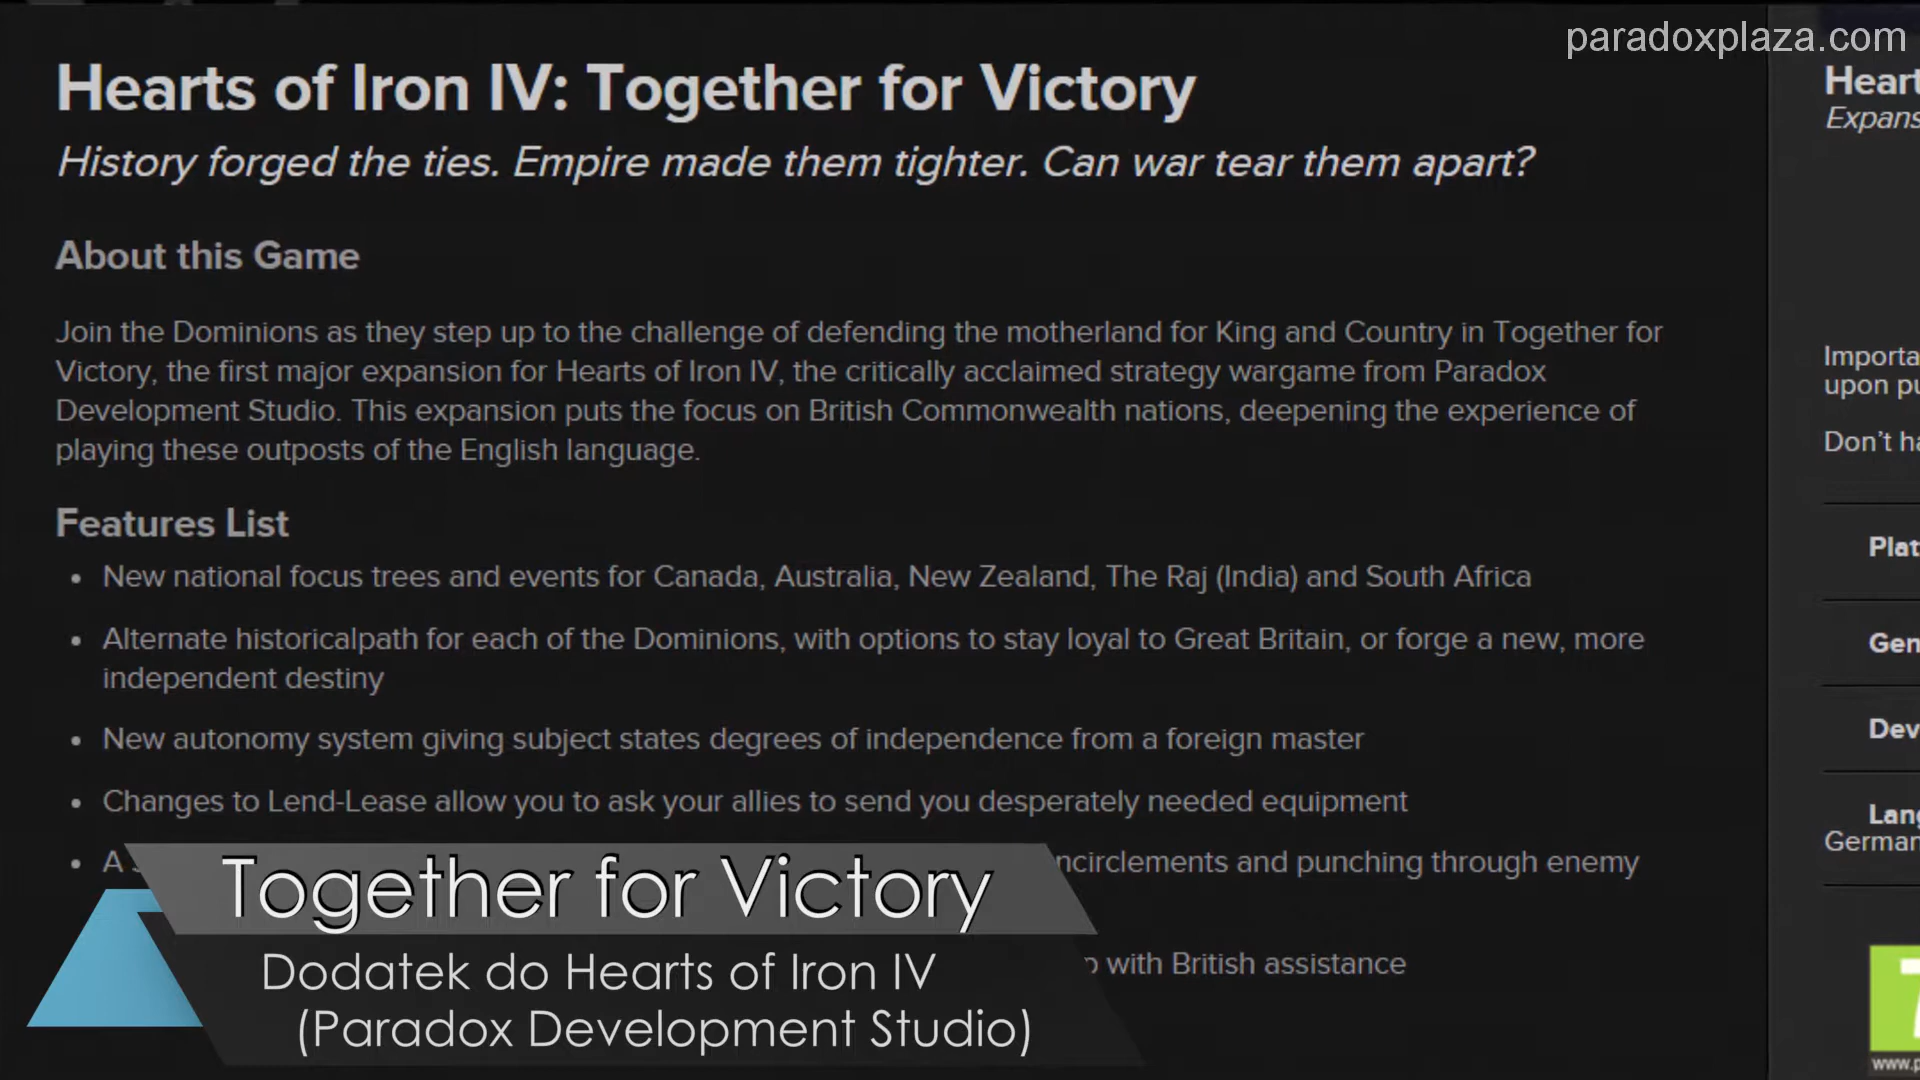 paradoxplaza.com
Hearts of Iron IV: Together for Victory
History forged the ties. Empire made them tighter. Can war tear them apart?
About this Game
Join the Dominions as they step up to the challenge of defending the motherland for King and Country in Together for
Victory, the first major expansion for Hearts of Iron IV, the critically acclaimed strategy wargame from Paradox
Development Studio. This expansion puts the focus on British Commonwealth nations, deepening the experience of
playing these outposts of the English language.
Features List
• New national focus trees and events for Canada, Australia, New Zealand, The Raj (India) and South Africa
• Alternate historicalpath for each of the Dominions, with options to stay loyal to Great Britain, or forge a new, more
independent destiny
• New autonomy system giving subject states degrees of independence from a foreign master
• Changes to Lend-Lease allow you to ask your allies to send you desperately needed equipment
• A ncirclements and punching through enemy
with British assistance
Together for Victory
Dodatek do Hearts of Iron IV
(Paradox Development Studio)
Heart
Expans
Importa
upon pu
Don't ha
Plat
Gen
Dev
Lang
German
www.p